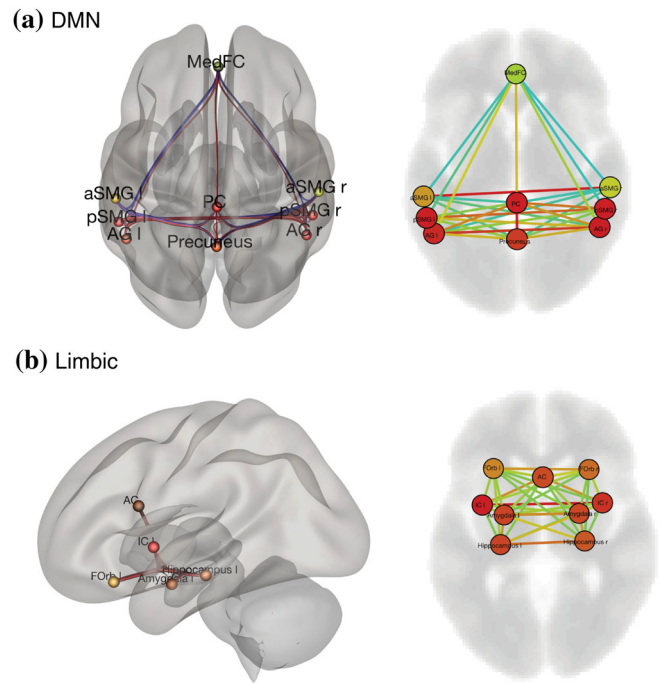 (a) DMN
MedFC
aSMG l
aSMG r
PC
pSMG l
pSMG r
AG l
AG r
Precuneus
MedFC
aSMG l
aSMG
PC
pSMG l
pSMG r
AG l
AG r
Precuneus
(b) Limbic
AC
IC l
FOrb l
Hippocampus l
Amygdala l
FOrb l
FOrb r
AC
IC l
IC r
Amygdala l
Amygdala r
Hippocampus l
Hippocampus r